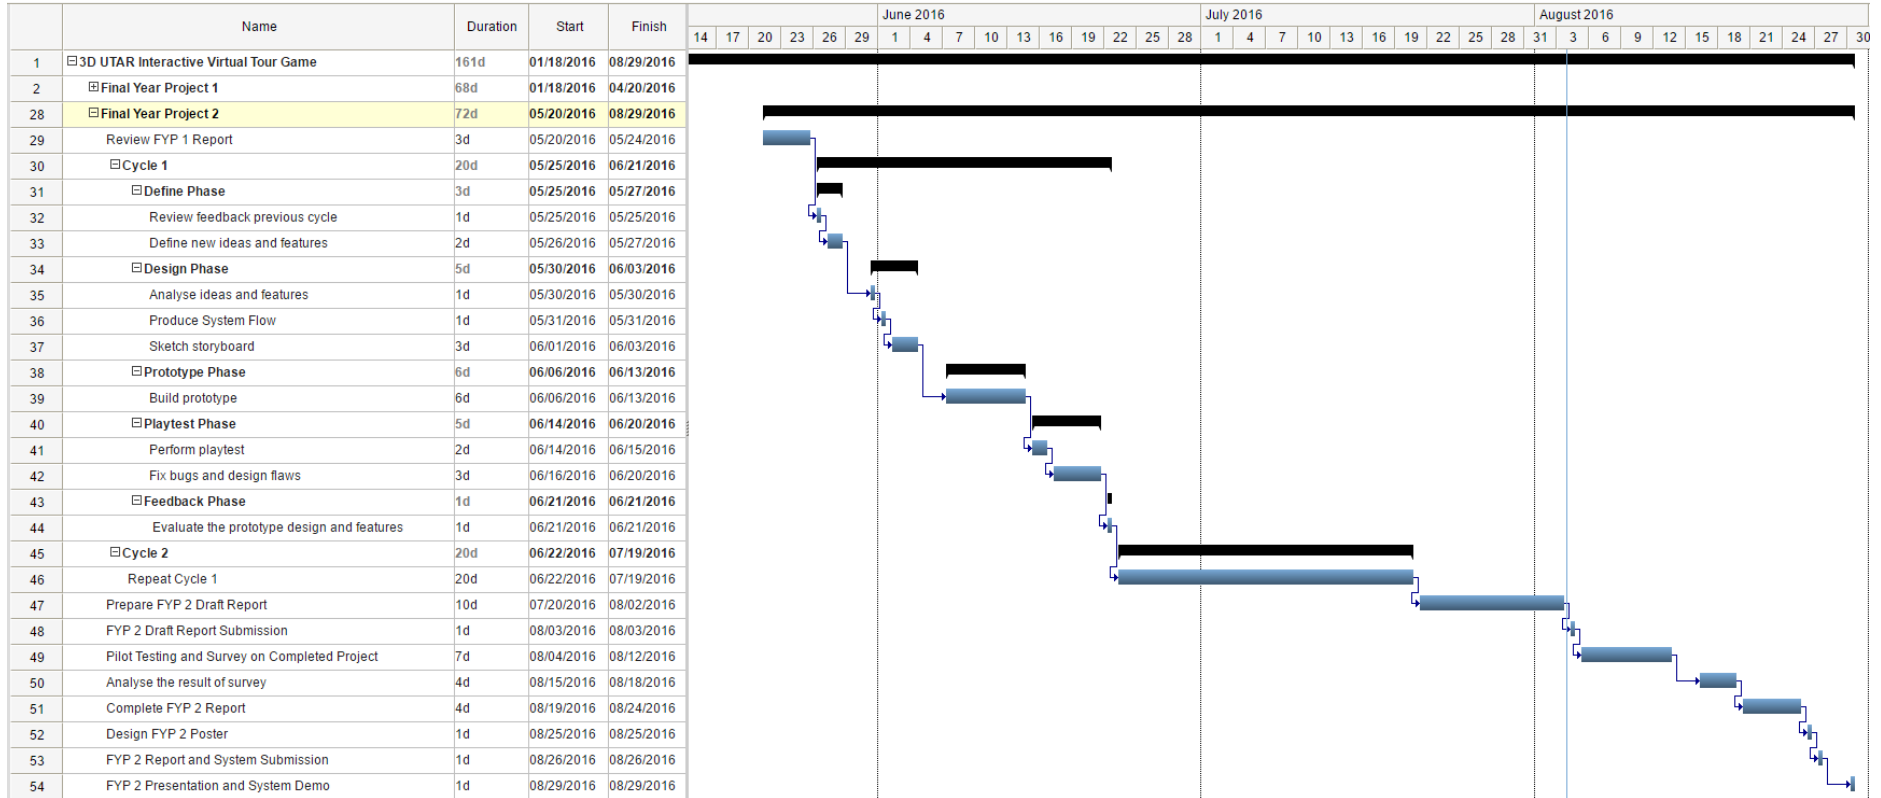 Name Duration Start Finish June 2016 July 2016 August 2016
14 17 20 23 26 29 1 4 7 10 13 16 19 22 25 28 1 4 7 10 13 16 19 22 25 28 31 3 6 9 12 15 18 21 24 27 30
1 3D UTAR Interactive Virtual Tour Game 161d 01/18/2016 08/29/2016
2 Final Year Project 1 68d 01/18/2016 04/20/2016
28 Final Year Project 2 72d 05/20/2016 08/29/2016
29 Review FYP 1 Report 3d 05/20/2016 05/24/2016
30 Cycle 1 20d 05/25/2016 06/21/2016
31 Define Phase 3d 05/25/2016 05/27/2016
32 Review feedback previous cycle 1d 05/25/2016 05/25/2016
33 Define new ideas and features 2d 05/26/2016 05/27/2016
34 Design Phase 5d 05/30/2016 06/03/2016
35 Analyse ideas and features 1d 05/30/2016 05/30/2016
36 Produce System Flow 1d 05/31/2016 05/31/2016
37 Sketch storyboard 3d 06/01/2016 06/03/2016
38 Prototype Phase 6d 06/06/2016 06/13/2016
39 Build prototype 6d 06/06/2016 06/13/2016
40 Playtest Phase 5d 06/14/2016 06/20/2016
41 Perform playtest 2d 06/14/2016 06/15/2016
42 Fix bugs and design flaws 3d 06/16/2016 06/20/2016
43 Feedback Phase 1d 06/21/2016 06/21/2016
44 Evaluate the prototype design and features 1d 06/21/2016 06/21/2016
45 Cycle 2 20d 06/22/2016 07/19/2016
46 Repeat Cycle 1 20d 06/22/2016 07/19/2016
47 Prepare FYP 2 Draft Report 10d 07/20/2016 08/02/2016
48 FYP 2 Draft Report Submission 1d 08/03/2016 08/03/2016
49 Pilot Testing and Survey on Completed Project 7d 08/04/2016 08/12/2016
50 Analyse the result of survey 4d 08/15/2016 08/18/2016
51 Complete FYP 2 Report 4d 08/19/2016 08/24/2016
52 Design FYP 2 Poster 1d 08/25/2016 08/25/2016
53 FYP 2 Report and System Submission 1d 08/26/2016 08/26/2016
54 FYP 2 Presentation and System Demo 1d 08/29/2016 08/29/2016